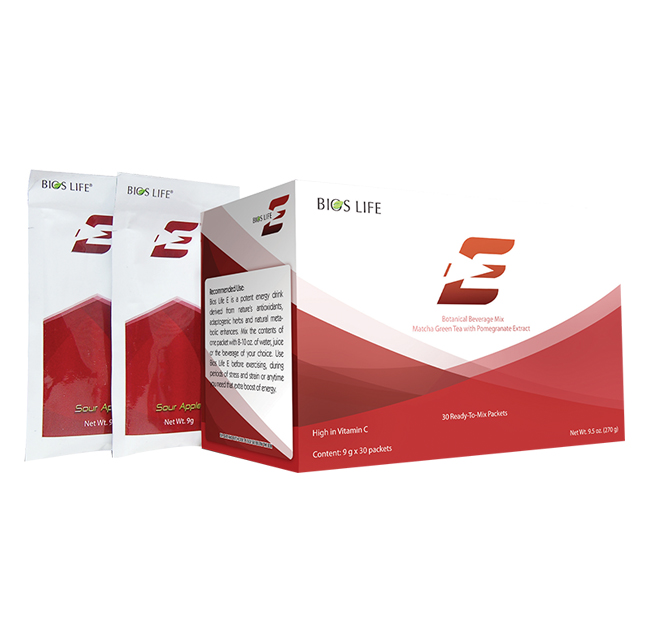 BIOS LIFE®
E
Sour Apple
Net Wt. 9
BIOS LIFE®
E
Sour Apple
Net Wt. 9g
BIOS LIFE
E
Recommended Use:
Bios Life E is a potent energy drink
derived from nature's antioxidants,
adaptogenic herbs and natural meta-
bolic enhancers. Mix the contents of
one packet with 8-10 oz. of water, juice
or the beverage of your choice. Use
Bios Life E before exercising, during
periods of stress and strain or anytime
you need that extra boost of energy.
BIOS LIFE
E
Botanical Beverage Mix
Matcha Green Tea with Pomegranate Extract
30 Ready-To-Mix Packets
High in Vitamin C
Content: 9 g x 30 packets
Net Wt. 9.5 oz. (270 g)